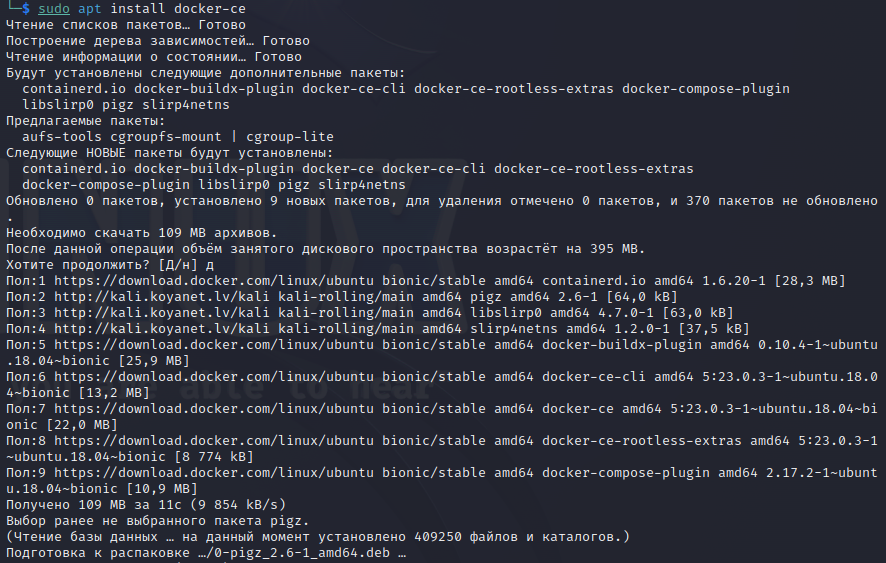 └─$ sudo apt install docker-ce
Чтение списков пакетов… Готово
Построение дерева зависимостей… Готово
Чтение информации о состоянии… Готово
Будут установлены следующие дополнительные пакеты:
  containerd.io docker-buildx-plugin docker-ce-cli docker-ce-rootless-extras docker-compose-plugin
  libslirp0 pigz slirp4netns
Предлагаемые пакеты:
  aufs-tools cgroupfs-mount | cgroup-lite
Следующие НОВЫЕ пакеты будут установлены:
  containerd.io docker-buildx-plugin docker-ce docker-ce-cli docker-ce-rootless-extras
  docker-compose-plugin libslirp0 pigz slirp4netns
Обновлено 0 пакетов, установлено 9 новых пакетов, для удаления отмечено 0 пакетов, и 370 пакетов не обновлено
.
Необходимо скачать 109 MB архивов.
После данной операции объём занятого дискового пространства возрастёт на 395 MB.
Хотите продолжить? [Д/н] д
Пол:1 https://download.docker.com/linux/ubuntu bionic/stable amd64 containerd.io amd64 1.6.20-1 [28,3 MB]
Пол:2 http://kali.koyanet.lv/kali kali-rolling/main amd64 pigz amd64 2.6-1 [64,0 kB]
Пол:3 http://kali.koyanet.lv/kali kali-rolling/main amd64 libslirp0 amd64 4.7.0-1 [63,0 kB]
Пол:4 http://kali.koyanet.lv/kali kali-rolling/main amd64 slirp4netns amd64 1.2.0-1 [37,5 kB]
Пол:5 https://download.docker.com/linux/ubuntu bionic/stable amd64 docker-buildx-plugin amd64 0.10.4-1~ubuntu
.18.04~bionic [25,9 MB]
Пол:6 https://download.docker.com/linux/ubuntu bionic/stable amd64 docker-ce-cli amd64 5:23.0.3-1~ubuntu.18.0
4~bionic [13,2 MB]
Пол:7 https://download.docker.com/linux/ubuntu bionic/stable amd64 docker-ce amd64 5:23.0.3-1~ubuntu.18.04~bi
onic [22,0 MB]
Пол:8 https://download.docker.com/linux/ubuntu bionic/stable amd64 docker-ce-rootless-extras amd64 5:23.0.3-1
~ubuntu.18.04~bionic [8 774 kB]
Пол:9 https://download.docker.com/linux/ubuntu bionic/stable amd64 docker-compose-plugin amd64 2.17.2-1~ubunt
u.18.04~bionic [10,9 MB]
Получено 109 MB за 11с (9 854 kB/s)
Выбор ранее не выбранного пакета pigz.
(Чтение базы данных … на данный момент установлено 409250 файлов и каталогов.)
Подготовка к распаковке …/0-pigz_2.6-1_amd64.deb …